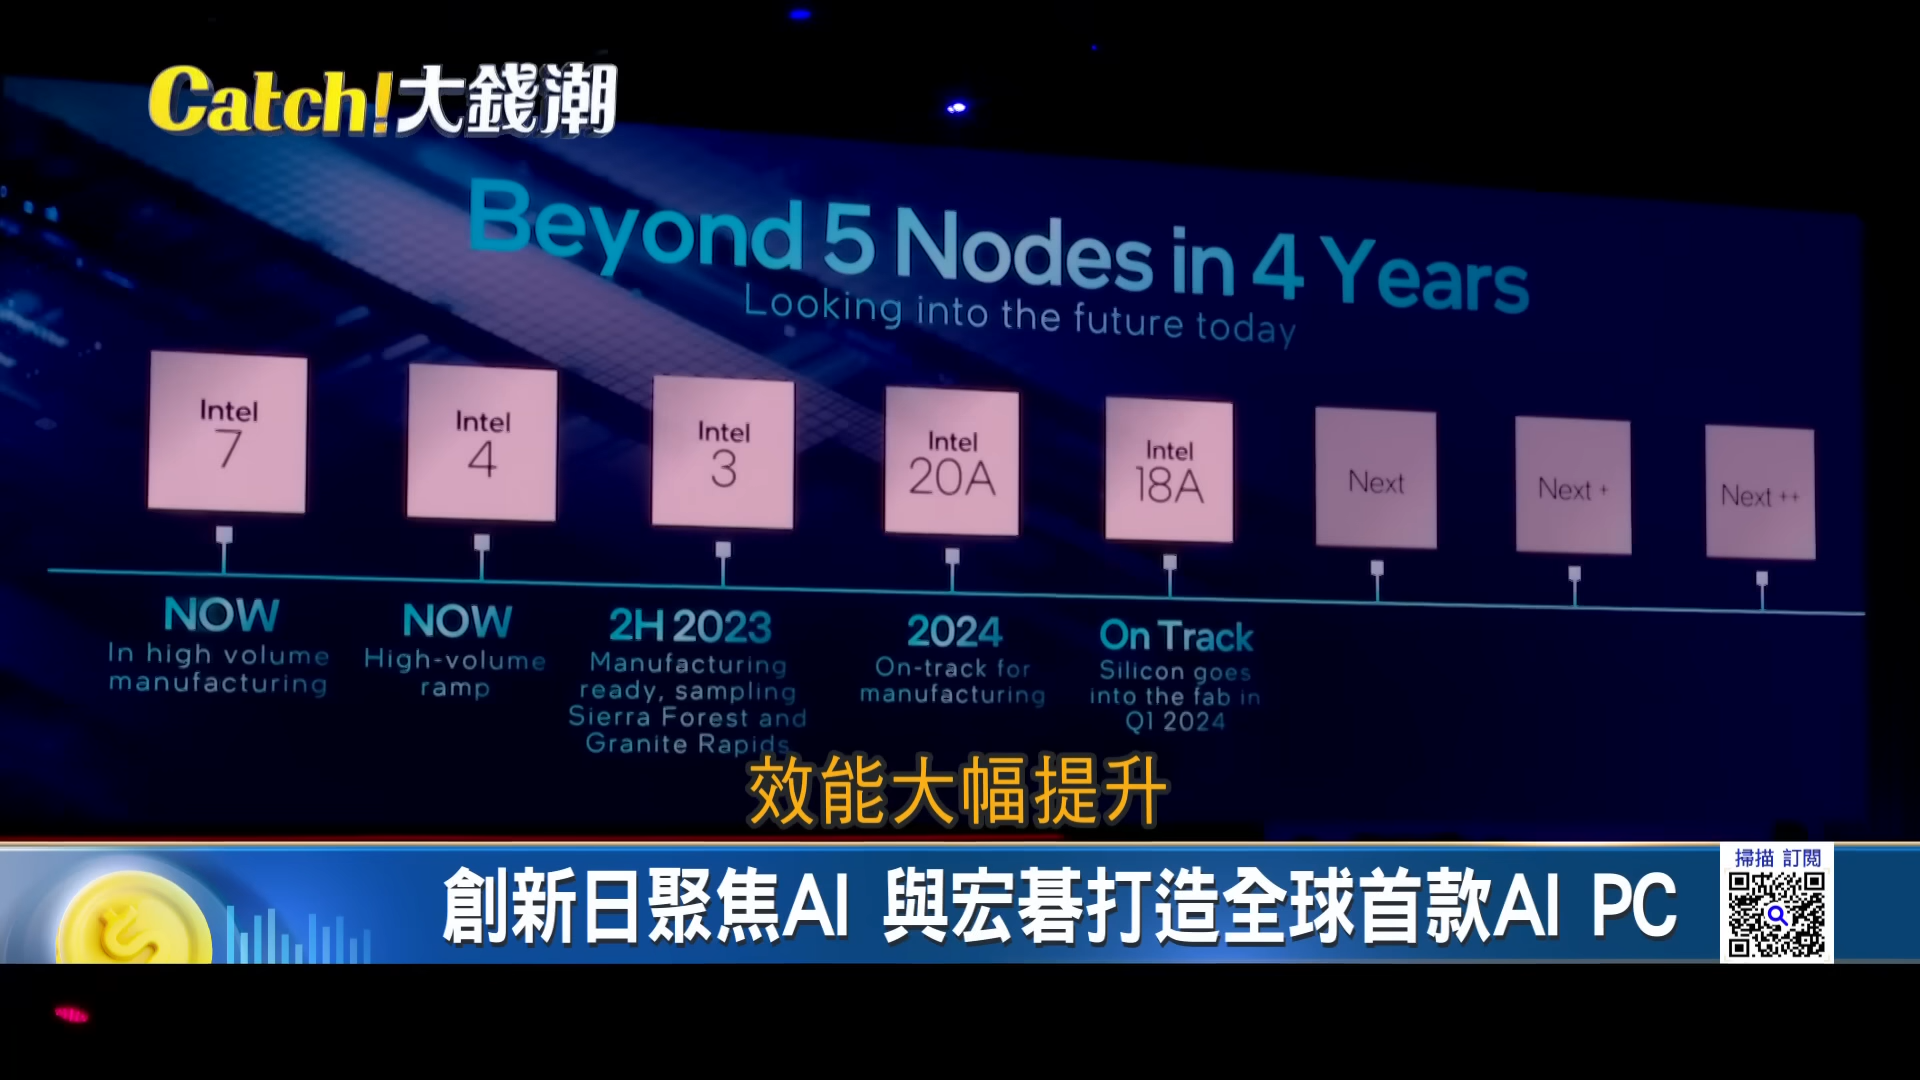 Catch!大錢潮
Beyond 5 Nodes in 4 Years
Looking into the future today
Intel
7
Intel
4
Intel
3
Intel
20A
Intel
18A
Next
Next +
Next ++
NOW
In high volume
manufacturing
NOW
High-volume
ramp
2H 2023
Manufacturing
ready, sampling
Sierra Forest and
Granite Rapids
2024
On-track for
manufacturing
On Track
Silicon goes
into the fab in
Q1 2024
效能大幅提升
創新日聚焦AI 與宏碁打造全球首款AI PC
掃描 訂閱